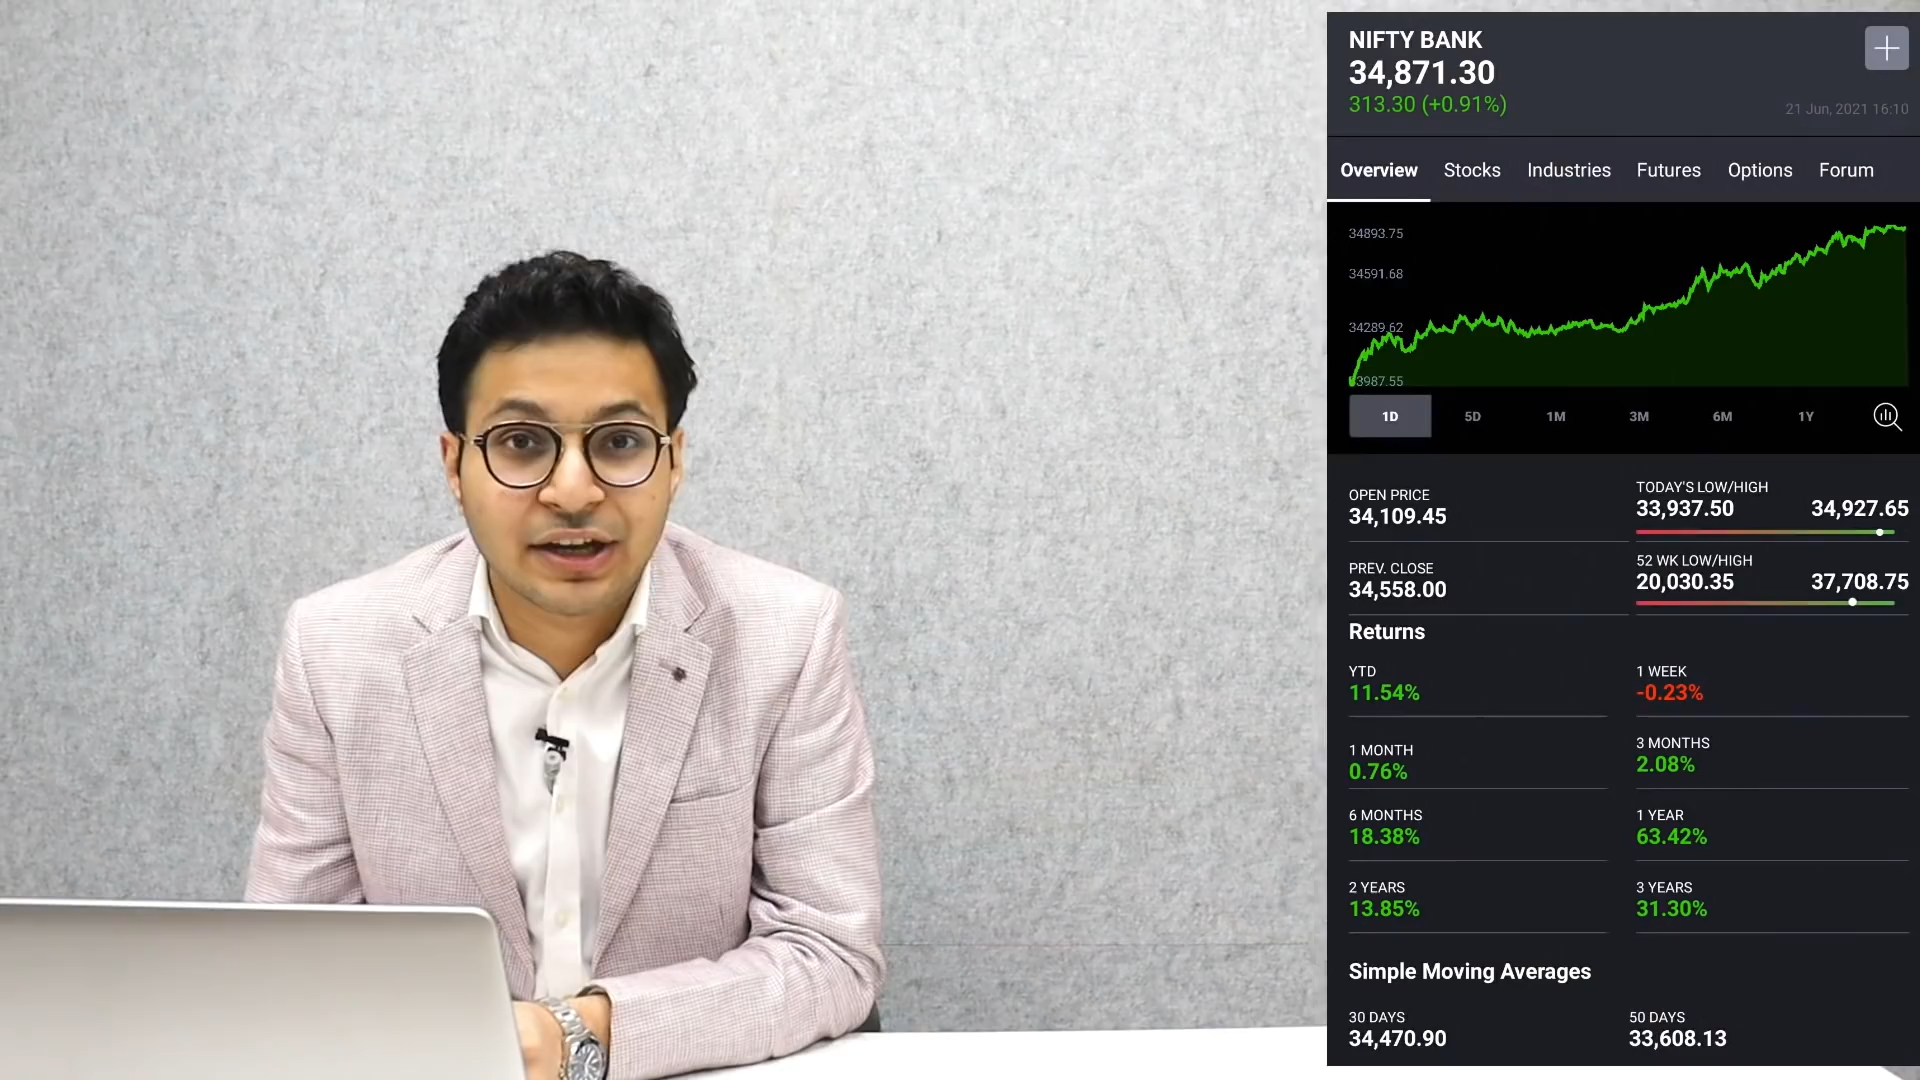 NIFTY BANK
34,871.30
313.30 (+0.91%)
21 Jun, 2021 16:10
Overview Stocks Industries Futures Options Forum
34893.75
34591.68
34289.62
3987.55
1D 5D 1M 3M 6M 1Y
OPEN PRICE
34,109.45
TODAY'S LOW/HIGH
33,937.50 34,927.65
PREV. CLOSE
34,558.00
52 WK LOW/HIGH
20,030.35 37,708.75
Returns
YTD
11.54%
1 WEEK
-0.23%
1 MONTH
0.76%
3 MONTHS
2.08%
6 MONTHS
18.38%
1 YEAR
63.42%
2 YEARS
13.85%
3 YEARS
31.30%
Simple Moving Averages
30 DAYS
34,470.90
50 DAYS
33,608.13